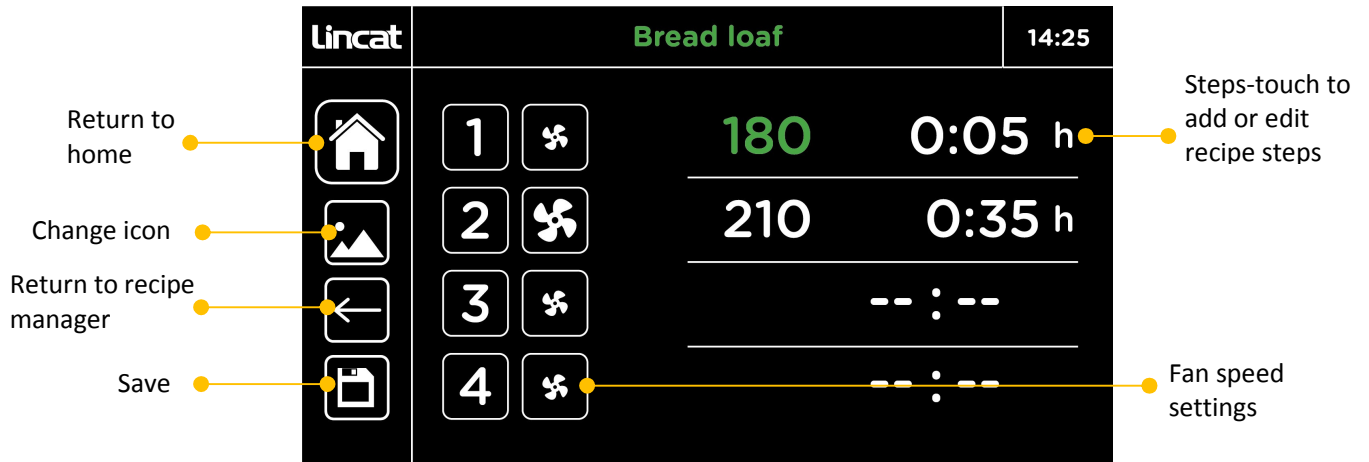 Lincat
Bread loaf
14:25
Return to
home
Change icon
Return to recipe
manager
Save
1
180
0:05 h
2
210
0:35 h
3
--:--
4
--:--
Steps-touch to
add or edit
recipe steps
Fan speed
settings